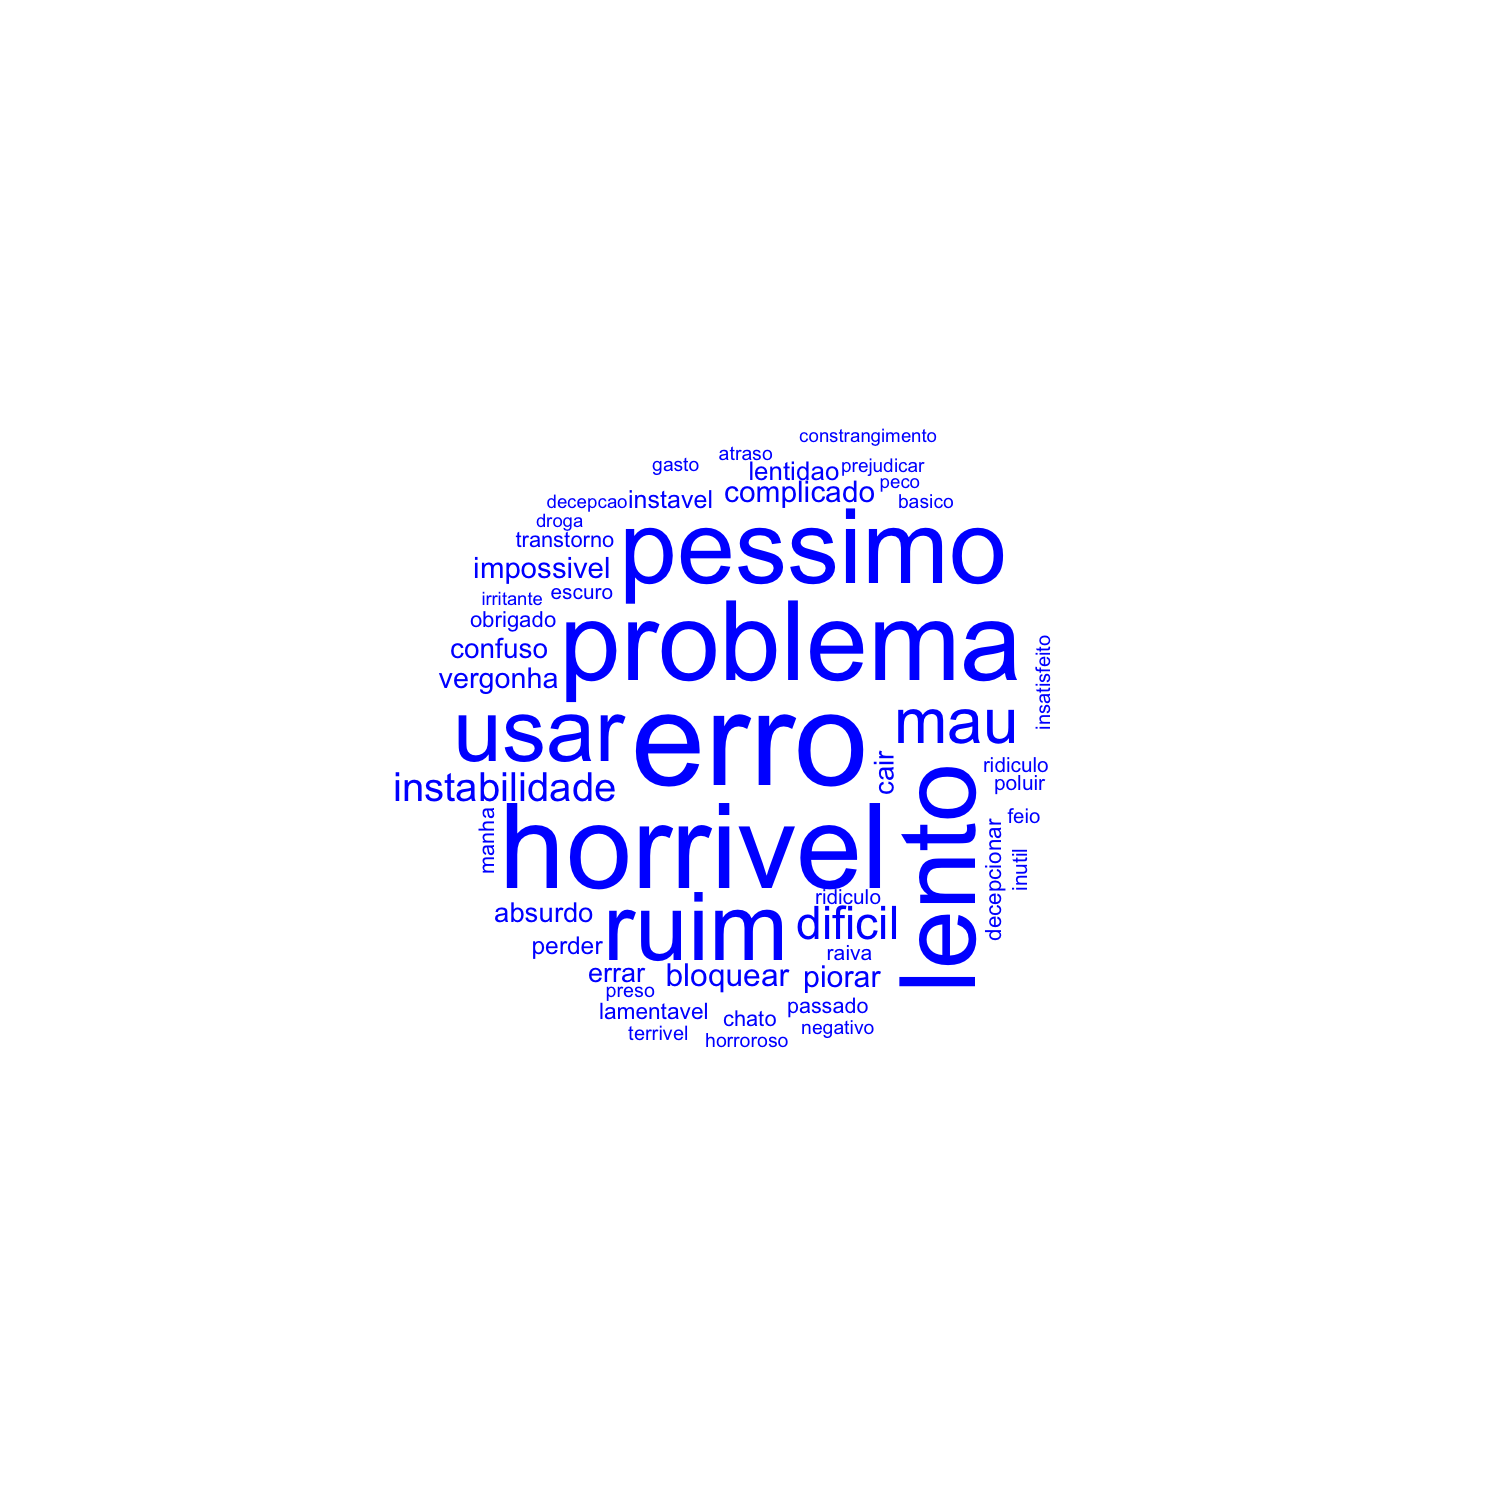 constrangimento
atraso
gasto
lentidao
prejudicar
peco
complicado
basico
decepcao
instavel
droga
transtorno
pessimo
impossivel
irritante
escuro
obrigado
confuso
problema
vergonha
insatisfeito
usar
erro
mau
cair
ridiculo
poluir
instabilidade
feio
manha
horrivel
lento
decepcionar
inutil
ridiculo
absurdo
ruim
dificil
perder
raiva
errar
bloquear
piorar
preso
lamentavel
chato
passado
terrivel
horroroso
negativo